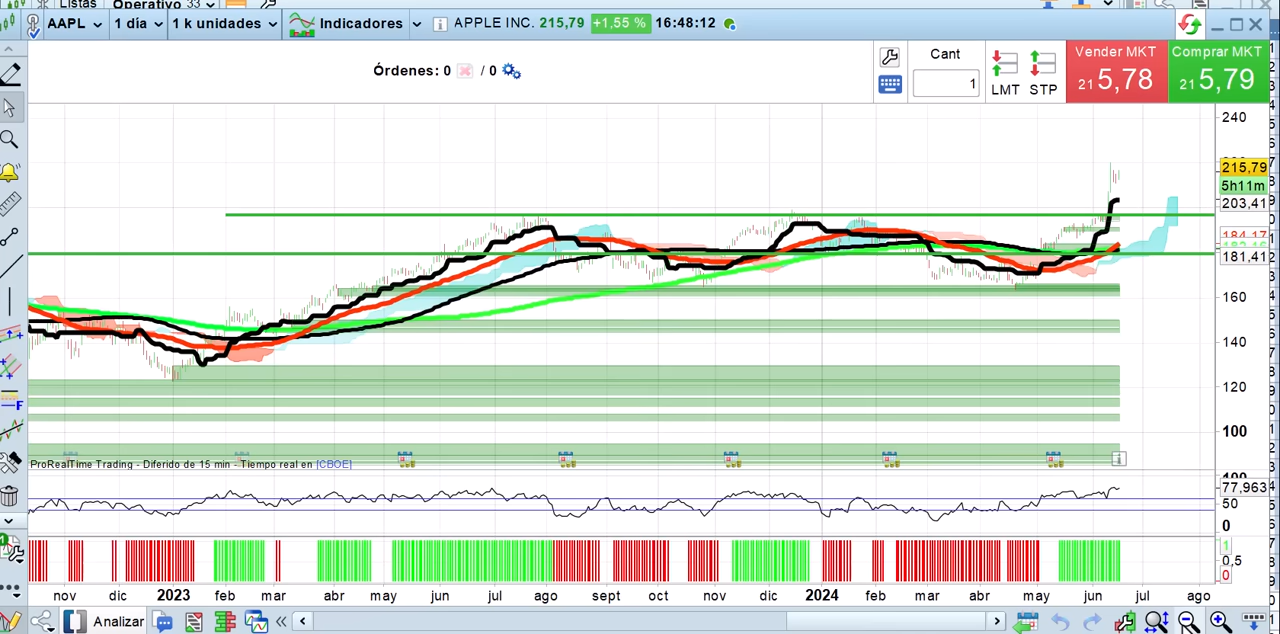 Listas
Operativo 33
AAPL 1 día 1 k unidades Indicadores APPLE INC. 215,79 +1,55 % 16:48:12
Órdenes: 0 / 0
Cant
1
LMT STP
Vender MKT
215,78
Comprar MKT
215,79
240
215,79
5h11m
203,41
184,17
181,41
160
140
120
100
ProRealTime Trading - Diferido de 15 min - Tiempo real en [CBOE]
100
77,963
50
0
1
0,5
0
nov dic 2023 feb mar abr may jun jul ago sept oct nov dic 2024 feb mar abr may jun jul ago
Analizar